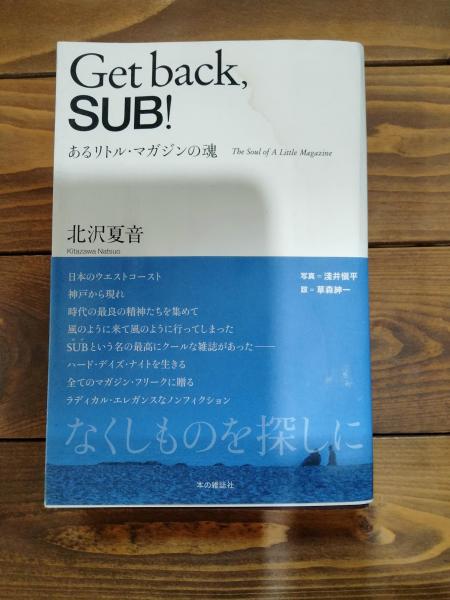 Get back,
SUB!
あるリトル・マガジンの魂 The Soul of A Little Magazine
北沢夏音
Kitazawa Natsuo
日本のウエストコースト
神戸から現れ
時代の最良の精神たちを集めて
風のように来て風のように行ってしまった
SUBという名の最高にクールな雑誌があった——
ハード・デイズ・ナイトを生きる
全てのマガジン・フリークに贈る
ラディカル・エレガンスなノンフィクション
写真=淺井愼平
跋=草森紳一
なくしものを探しに
本の雑誌社